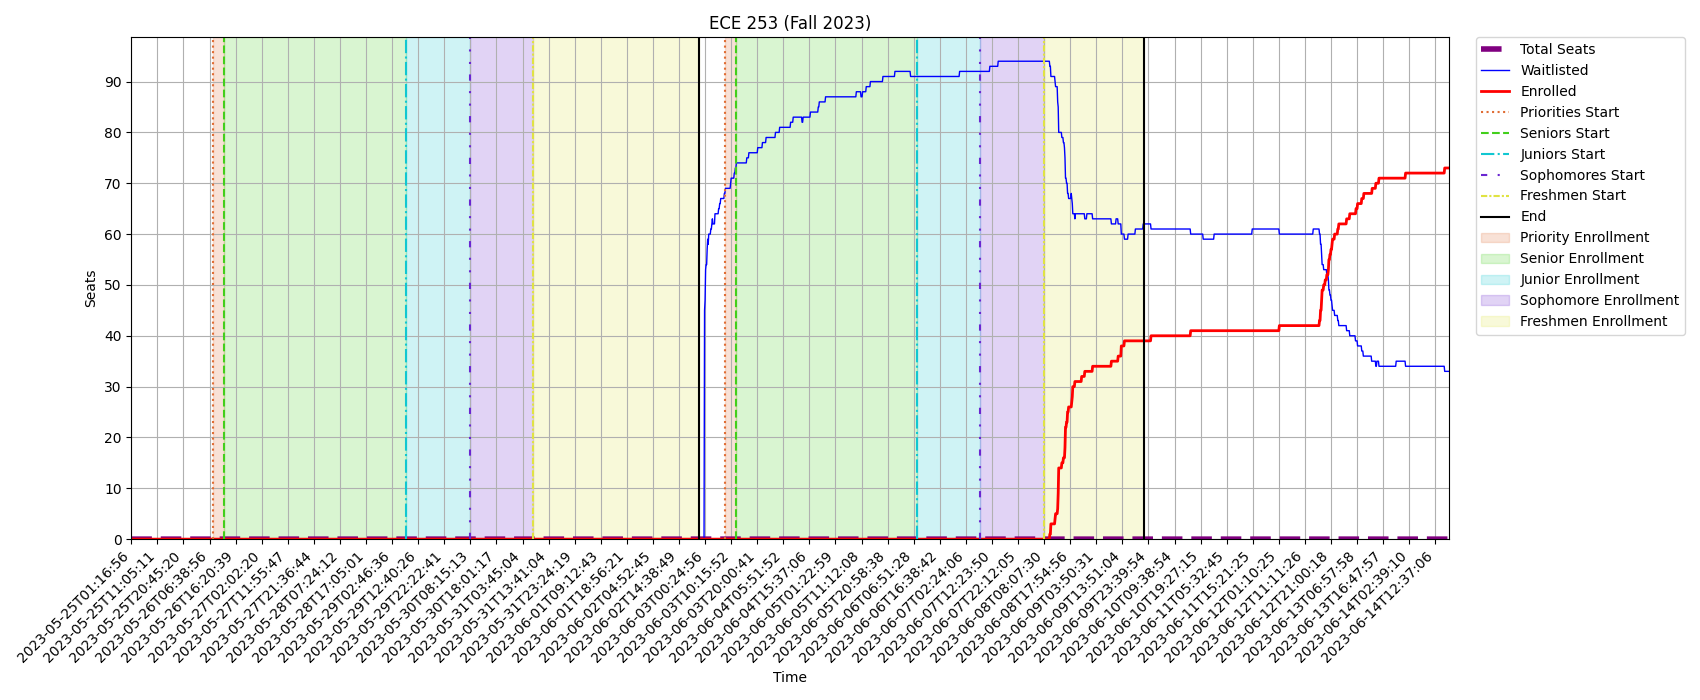 ECE 253 (Fall 2023)
Seats
90
80
70
60
50
40
30
20
10
0
2023-05-25T01:16:56
2023-05-25T11:05:11
2023-05-25T20:45:20
2023-05-26T06:38:56
2023-05-26T16:20:39
2023-05-27T02:02:20
2023-05-27T11:55:47
2023-05-27T21:36:44
2023-05-28T07:24:12
2023-05-28T17:05:01
2023-05-29T02:46:36
2023-05-29T12:40:26
2023-05-29T22:22:41
2023-05-30T08:15:13
2023-05-30T18:01:17
2023-05-31T03:45:04
2023-05-31T13:41:04
2023-05-31T23:24:19
2023-06-01T09:12:43
2023-06-01T18:56:21
2023-06-02T04:52:45
2023-06-02T14:38:49
2023-06-03T00:24:56
2023-06-03T10:15:52
2023-06-03T20:00:41
2023-06-04T05:51:52
2023-06-04T15:37:06
2023-06-05T01:22:59
2023-06-05T11:12:08
2023-06-05T20:58:38
2023-06-06T06:51:28
2023-06-06T16:38:42
2023-06-07T02:24:06
2023-06-07T12:23:50
2023-06-07T22:12:05
2023-06-08T08:07:30
2023-06-08T17:54:56
2023-06-09T03:50:31
2023-06-09T13:51:04
2023-06-09T23:39:54
2023-06-10T09:38:54
2023-06-10T19:27:15
2023-06-11T05:32:45
2023-06-11T15:21:25
2023-06-12T01:10:25
2023-06-12T11:11:26
2023-06-12T21:00:18
2023-06-13T06:57:58
2023-06-13T16:47:57
2023-06-14T02:39:10
2023-06-14T12:37:06
Time
Total Seats
Waitlisted
Enrolled
Priorities Start
Seniors Start
Juniors Start
Sophomores Start
Freshmen Start
End
Priority Enrollment
Senior Enrollment
Junior Enrollment
Sophomore Enrollment
Freshmen Enrollment